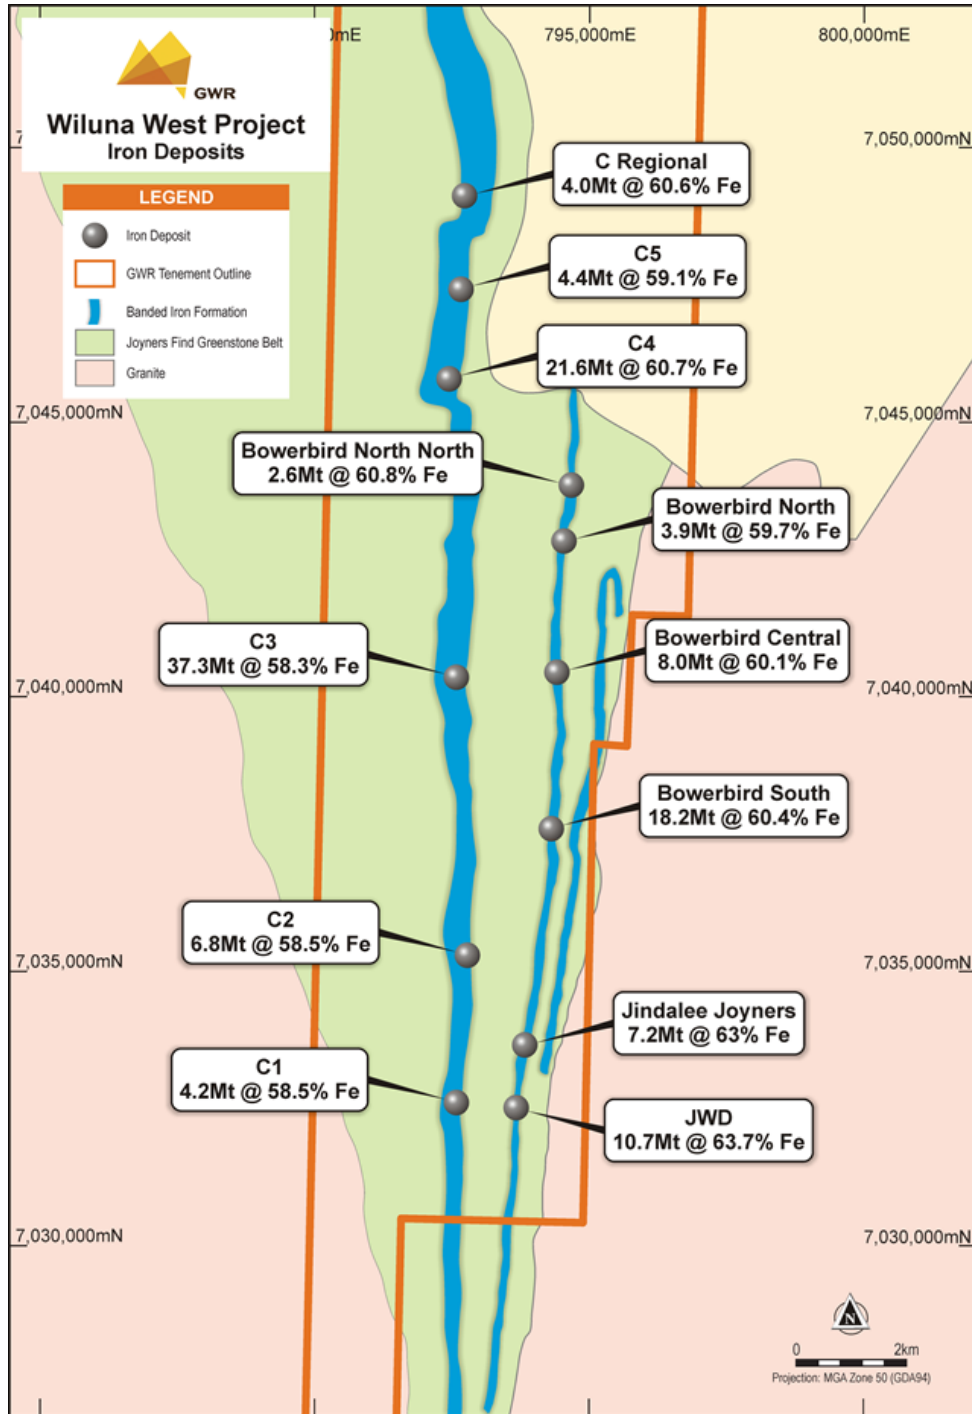 795,000mE
800,000mE
GWR
Wiluna West Project
Iron Deposits
7,050,000mN
LEGEND
Iron Deposit
GWR Tenement Outline
Banded Iron Formation
Joyners Find Greenstone Belt
Granite
C Regional
4.0Mt @ 60.6% Fe
C5
4.4Mt @ 59.1% Fe
C4
21.6Mt @ 60.7% Fe
7,045,000mN
7,045,000mN
Bowerbird North North
2.6Mt @ 60.8% Fe
Bowerbird North
3.9Mt @ 59.7% Fe
C3
37.3Mt @ 58.3% Fe
Bowerbird Central
8.0Mt @ 60.1% Fe
7,040,000mN
7,040,000mN
Bowerbird South
18.2Mt @ 60.4% Fe
C2
6.8Mt @ 58.5% Fe
7,035,000mN
7,035,000mN
Jindalee Joyners
7.2Mt @ 63% Fe
C1
4.2Mt @ 58.5% Fe
JWD
10.7Mt @ 63.7% Fe
7,030,000mN
7,030,000mN
N
0 2km
Projection: MGA Zone 50 (GDA94)